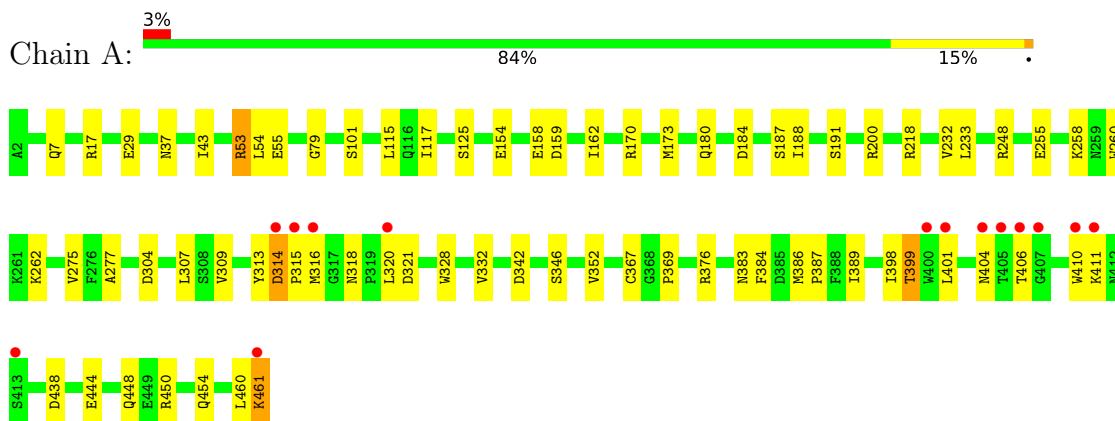 3%
Chain A:
84% 15% •
A2 Q7 R17 E29 N37 I43 R53 L54 E55 G79 S101 L115 Q116 I117 S125 E154 E158 D159 I162 R170 M173 Q180 D184 S187 I188 S191 R200 R218 V232 L233 R248 E255 K258 N259
K261 K262 V275 F276 A277 D304 L307 S308 V309 Y313 D314 P315 M316 G317 N318 P319 L320 D321 W328 V332 D342 S346 V352 C367 G368 P369 R376 N383 F384 D385 M386 P387 F388 I389 I398 T399 W400 L401 N404 T405 T406 G407 W410 K411
S413 D438 E444 Q448 E449 R450 Q454 L460 K461